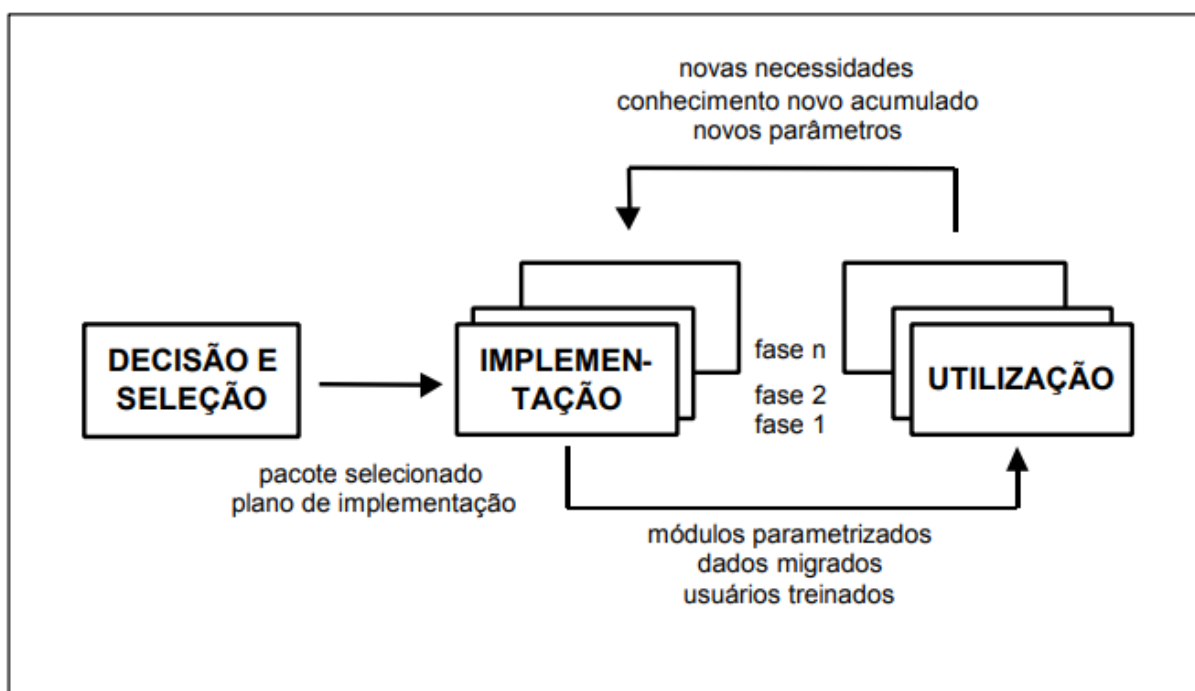 novas necessidades
conhecimento novo acumulado
novos parâmetros
DECISÃO E
SELEÇÃO
IMPLEMEN-
TAÇÃO
fase n
fase 2
fase 1
UTILIZAÇÃO
pacote selecionado
plano de implementação
módulos parametrizados
dados migrados
usuários treinados